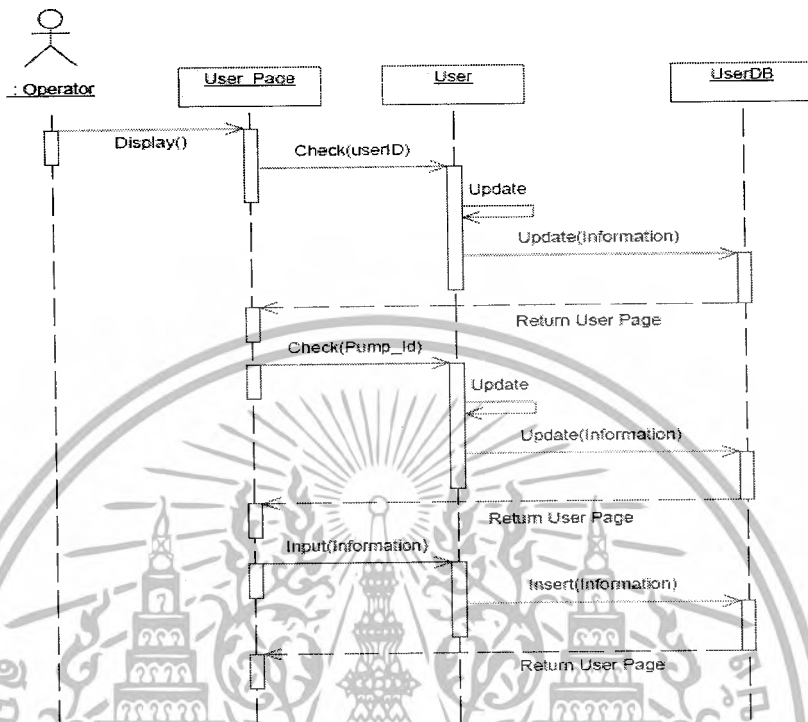 : Operator
User_Page
User
UserDB
Display()
Check(userID)
Update
Update(Information)
Return User Page
Check(Pump_Id)
Update
Update(Information)
Return User Page
Input(Information)
Insert(Information)
Return User Page